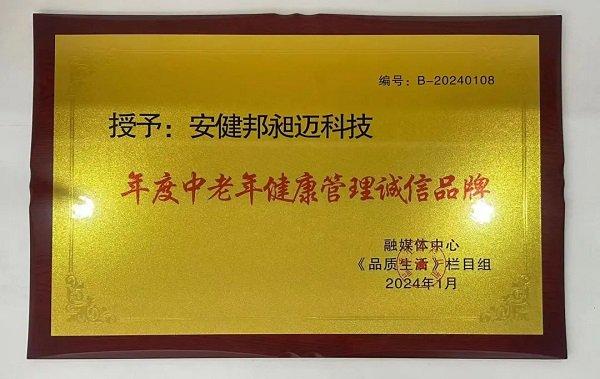 编号：B-20240108
授予：安健邦昶迈科技
年度中老年健康管理诚信品牌
融媒体中心
《品质生活》栏目组
2024年1月